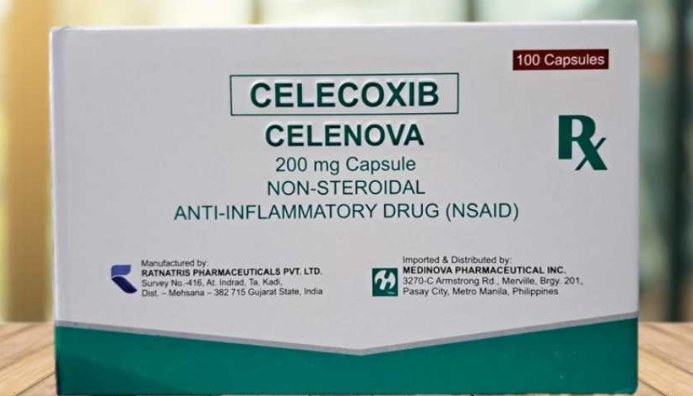 100 Capsules
CELECOXIB
CELENOVA
200 mg Capsule
NON-STEROIDAL
ANTI-INFLAMMATORY DRUG (NSAID)
Rx
Manufactured by:
RATNATRIS PHARMACEUTICALS PVT. LTD.
Survey No.-416, At. Indrad, Ta. Kadi,
Dist. – Mehsana – 382 715 Gujarat State, India
Imported & Distributed by:
MEDINOVA PHARMACEUTICAL INC.
3270-C Armstrong Rd., Merville, Brgy. 201,
Pasay City, Metro Manila, Philippines